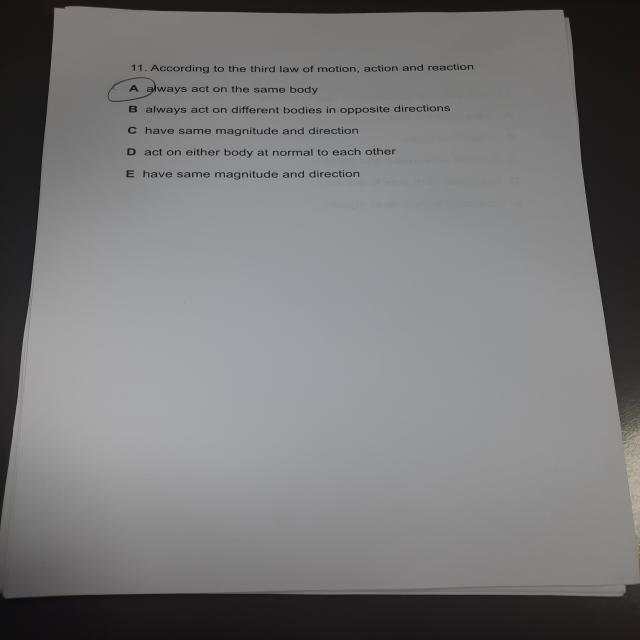 11. According to the third law of motion, action and reaction
A always act on the same body
B always act on different bodies in opposite directions
C have same magnitude and direction
D act on either body at normal to each other
E have same magnitude and direction